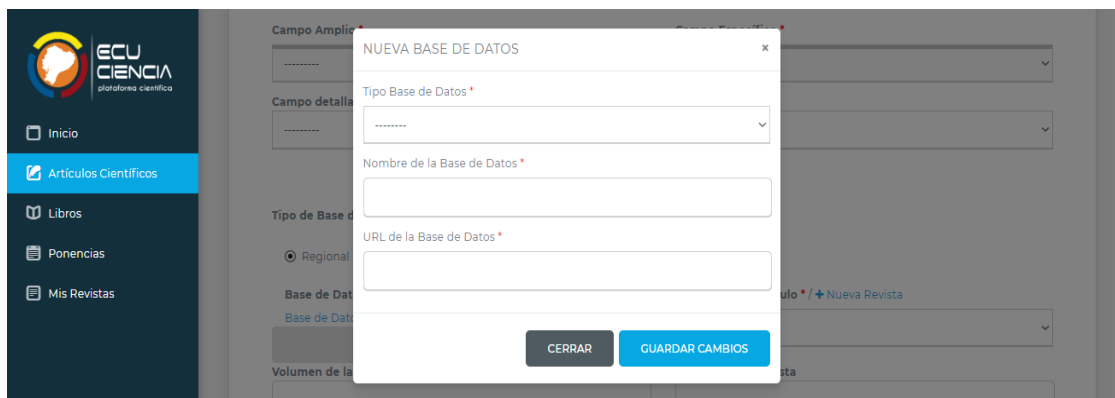 ECU
CIENCIA
plataforma científica
Inicio
Artículos Científicos
Libros
Ponencias
Mis Revistas
Campo Amplio *
Campo Específico *
---------
Campo detalla
---------
Tipo de Base d
Regional
Base de Dat
Base de Dato
ulo * / + Nueva Revista
Volumen de la
sta
NUEVA BASE DE DATOS
x
Tipo Base de Datos *
--------
Nombre de la Base de Datos *
URL de la Base de Datos *
CERRAR
GUARDAR CAMBIOS